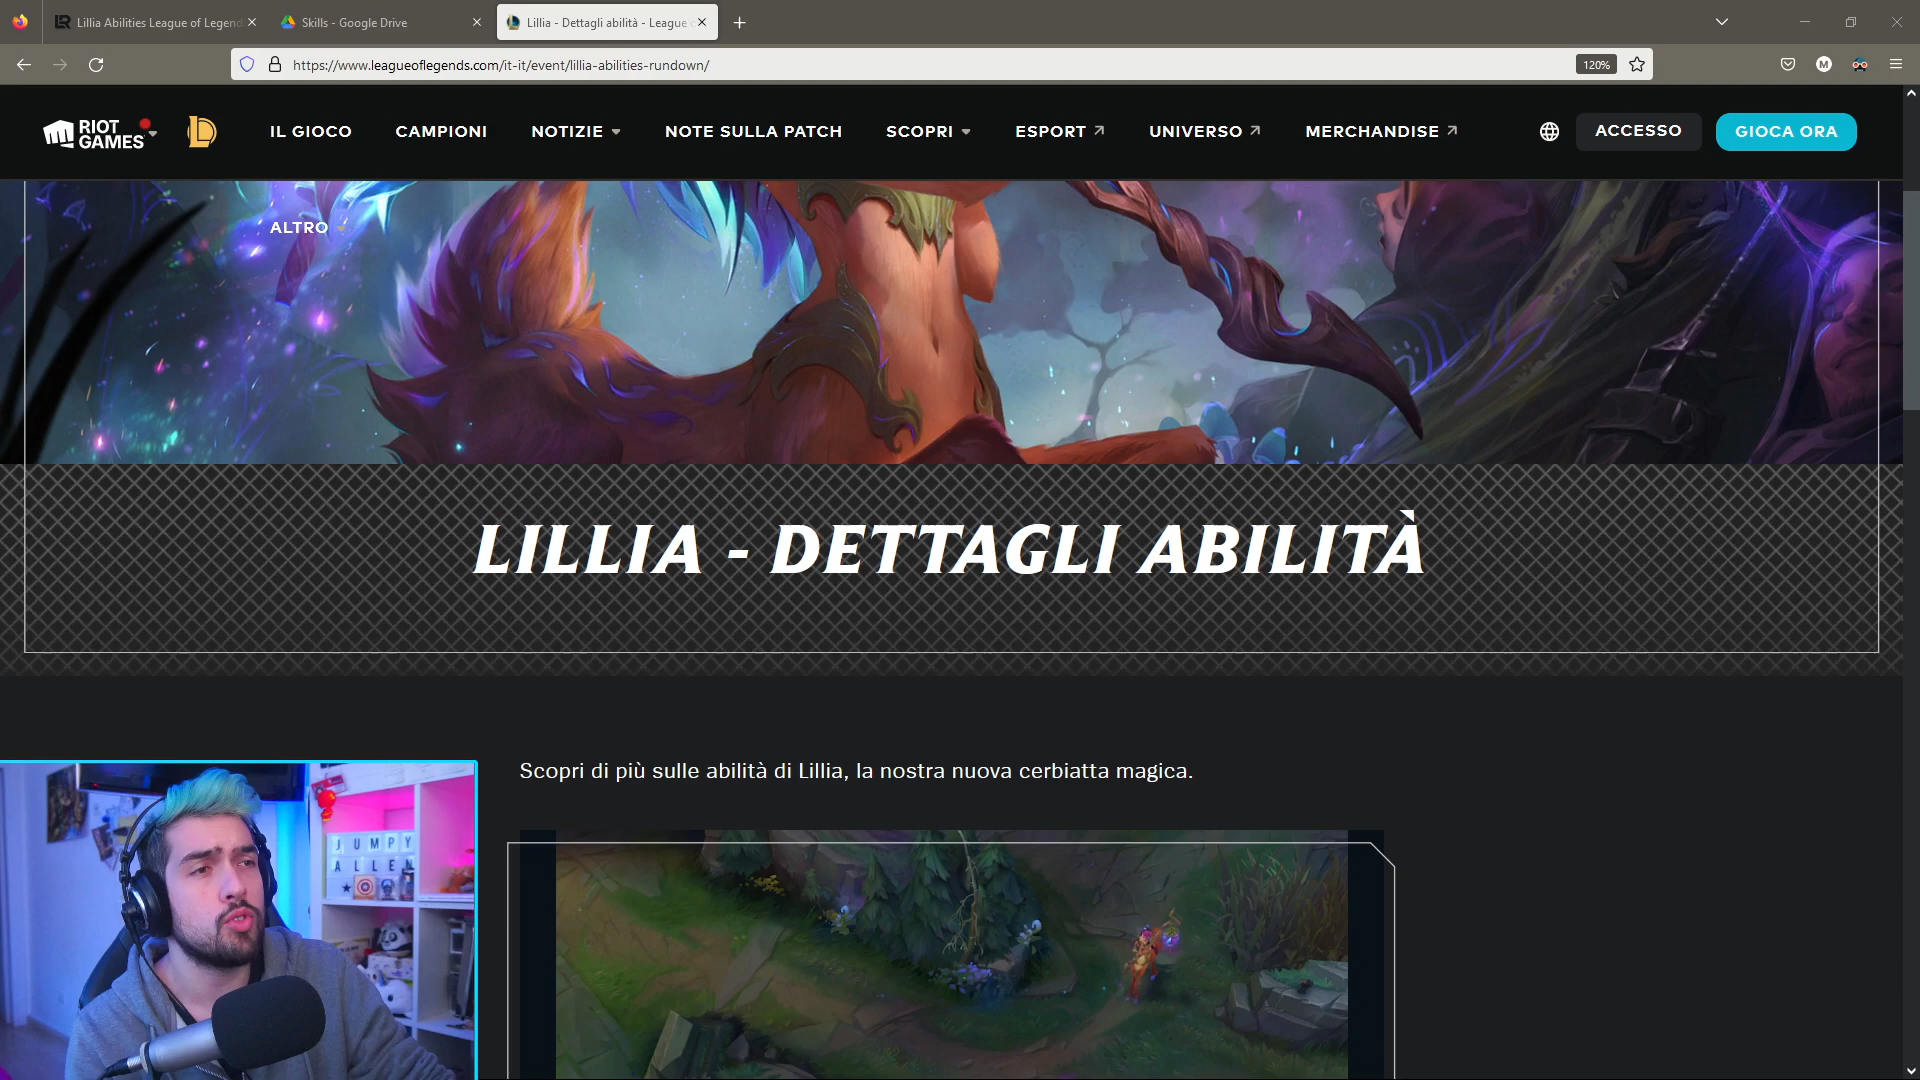 Lillia Abilities League of Legend
Skills - Google Drive
Lillia - Dettagli abilità - League
https://www.leagueoflegends.com/it-it/event/lillia-abilities-rundown/
120%
M
RIOT
GAMES
IL GIOCO
CAMPIONI
NOTIZIE
NOTE SULLA PATCH
SCOPRI
ESPORT
UNIVERSO
MERCHANDISE
ACCESSO
GIOCA ORA
ALTRO
LILLIA - DETTAGLI ABILITÀ
Scopri di più sulle abilità di Lillia, la nostra nuova cerbiatta magica.
JUMPY
ALLEN